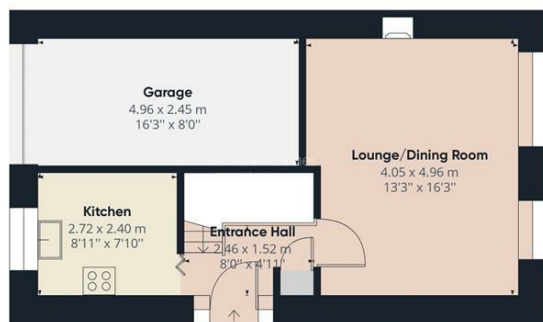 Garage
4.96 x 2.45 m
16'3" x 8'0"
Lounge/Dining Room
4.05 x 4.96 m
13'3" x 16'3"
Kitchen
2.72 x 2.40 m
8'11" x 7'10"
Entrance Hall
2.46 x 1.52 m
8'0" x 4'11"